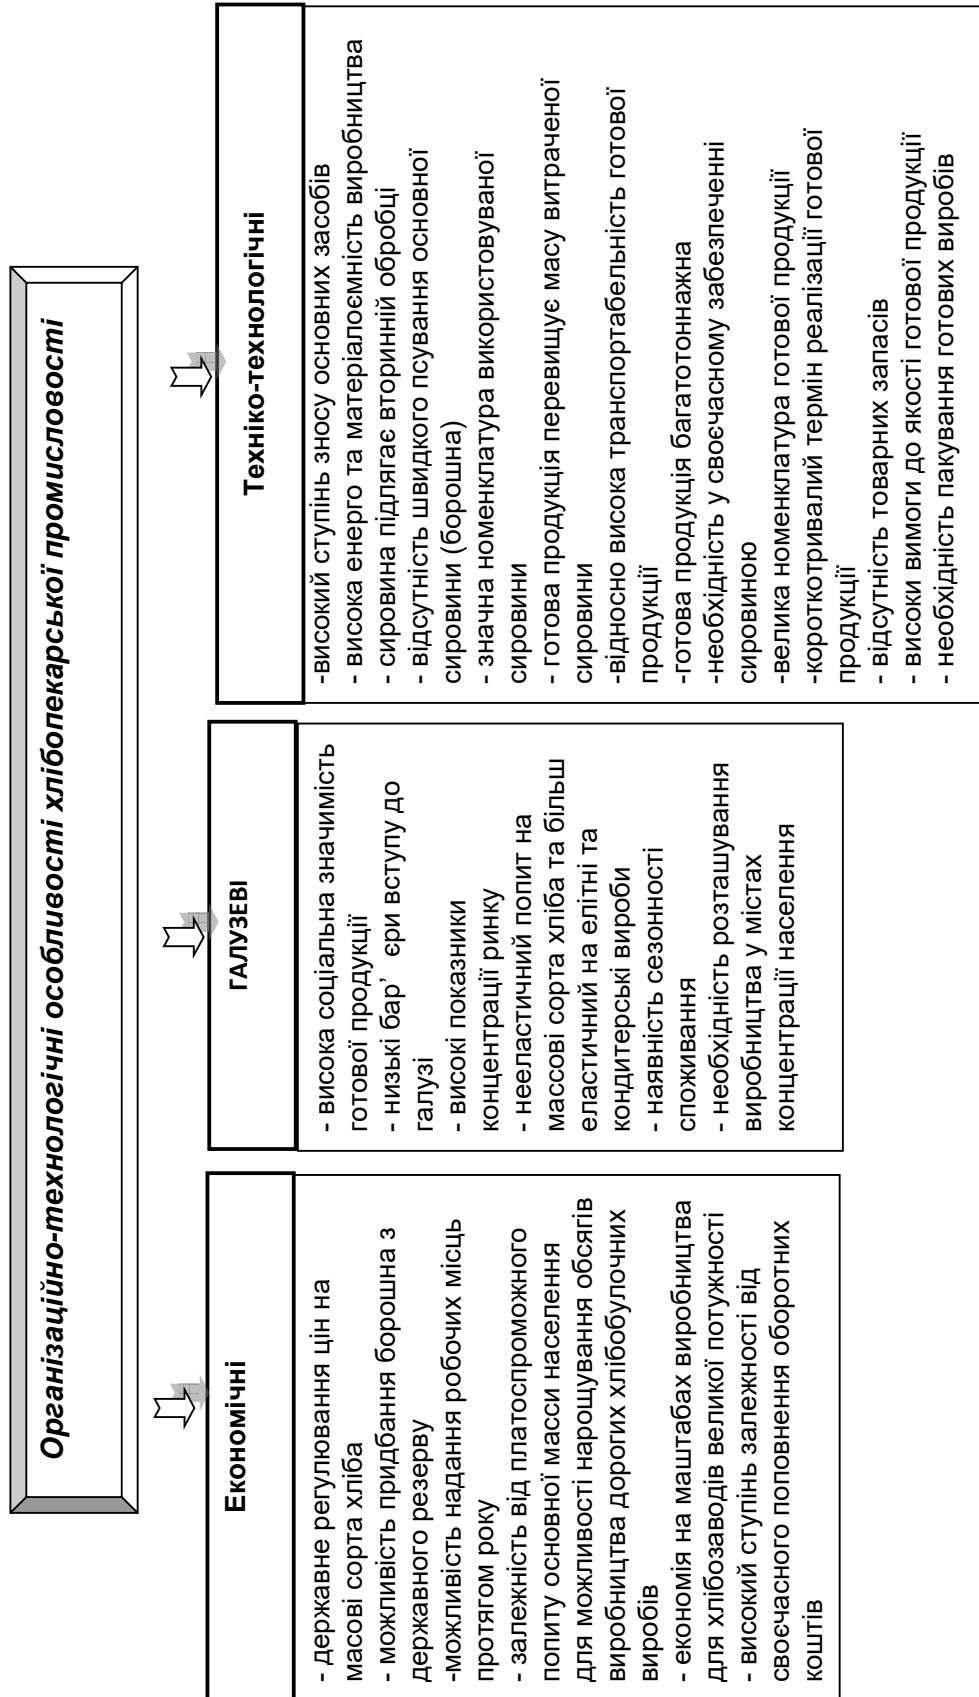 Організаційно-технологічні особливості хлібопекарської промисловості
Економічні
- державне регулювання цін на
масові сорта хліба
- можливість придбання борошна з
державного резерву
-можливість надання робочих місць
протягом року
- залежність від платоспроможного
попиту основної масси населення
для можливості нарощування обсягів
виробництва дорогих хлібобулочних
виробів
- економія на маштабах виробництва
для хлібозаводів великої потужності
- високий ступінь залежності від
своєчасного поповнення оборотних
коштів
ГАЛУЗЕВІ
- висока соціальна значимість
готової продукції
- низькі бар’ єри вступу до
галузі
- високі показники
концентрації ринку
- нееластичний попит на
массові сорта хліба та більш
еластичний на елітні та
кондитерські вироби
- наявність сезонності
споживання
- необхідність розташування
виробництва у містах
концентрації населення
Техніко-технологічні
-високий ступінь зносу основних засобів
- висока енерго та матеріалоємність виробництва
- сировина підлягає вторинній обробці
- відсутність швидкого псування основної
сировини (борошна)
- значна номенклатура використовуваної
сировини
- готова продукція перевищує масу витраченої
сировини
-відносно висока транспортабельність готової
продукції
-готова продукція багатотоннажна
-необхідність у своєчасному забезпеченні
сировиною
-велика номенклатура готової продукції
-короткотривалий термін реалізації готової
продукції
- відсутність товарних запасів
- високи вимоги до якості готової продукції
- необхідність пакування готових виробів